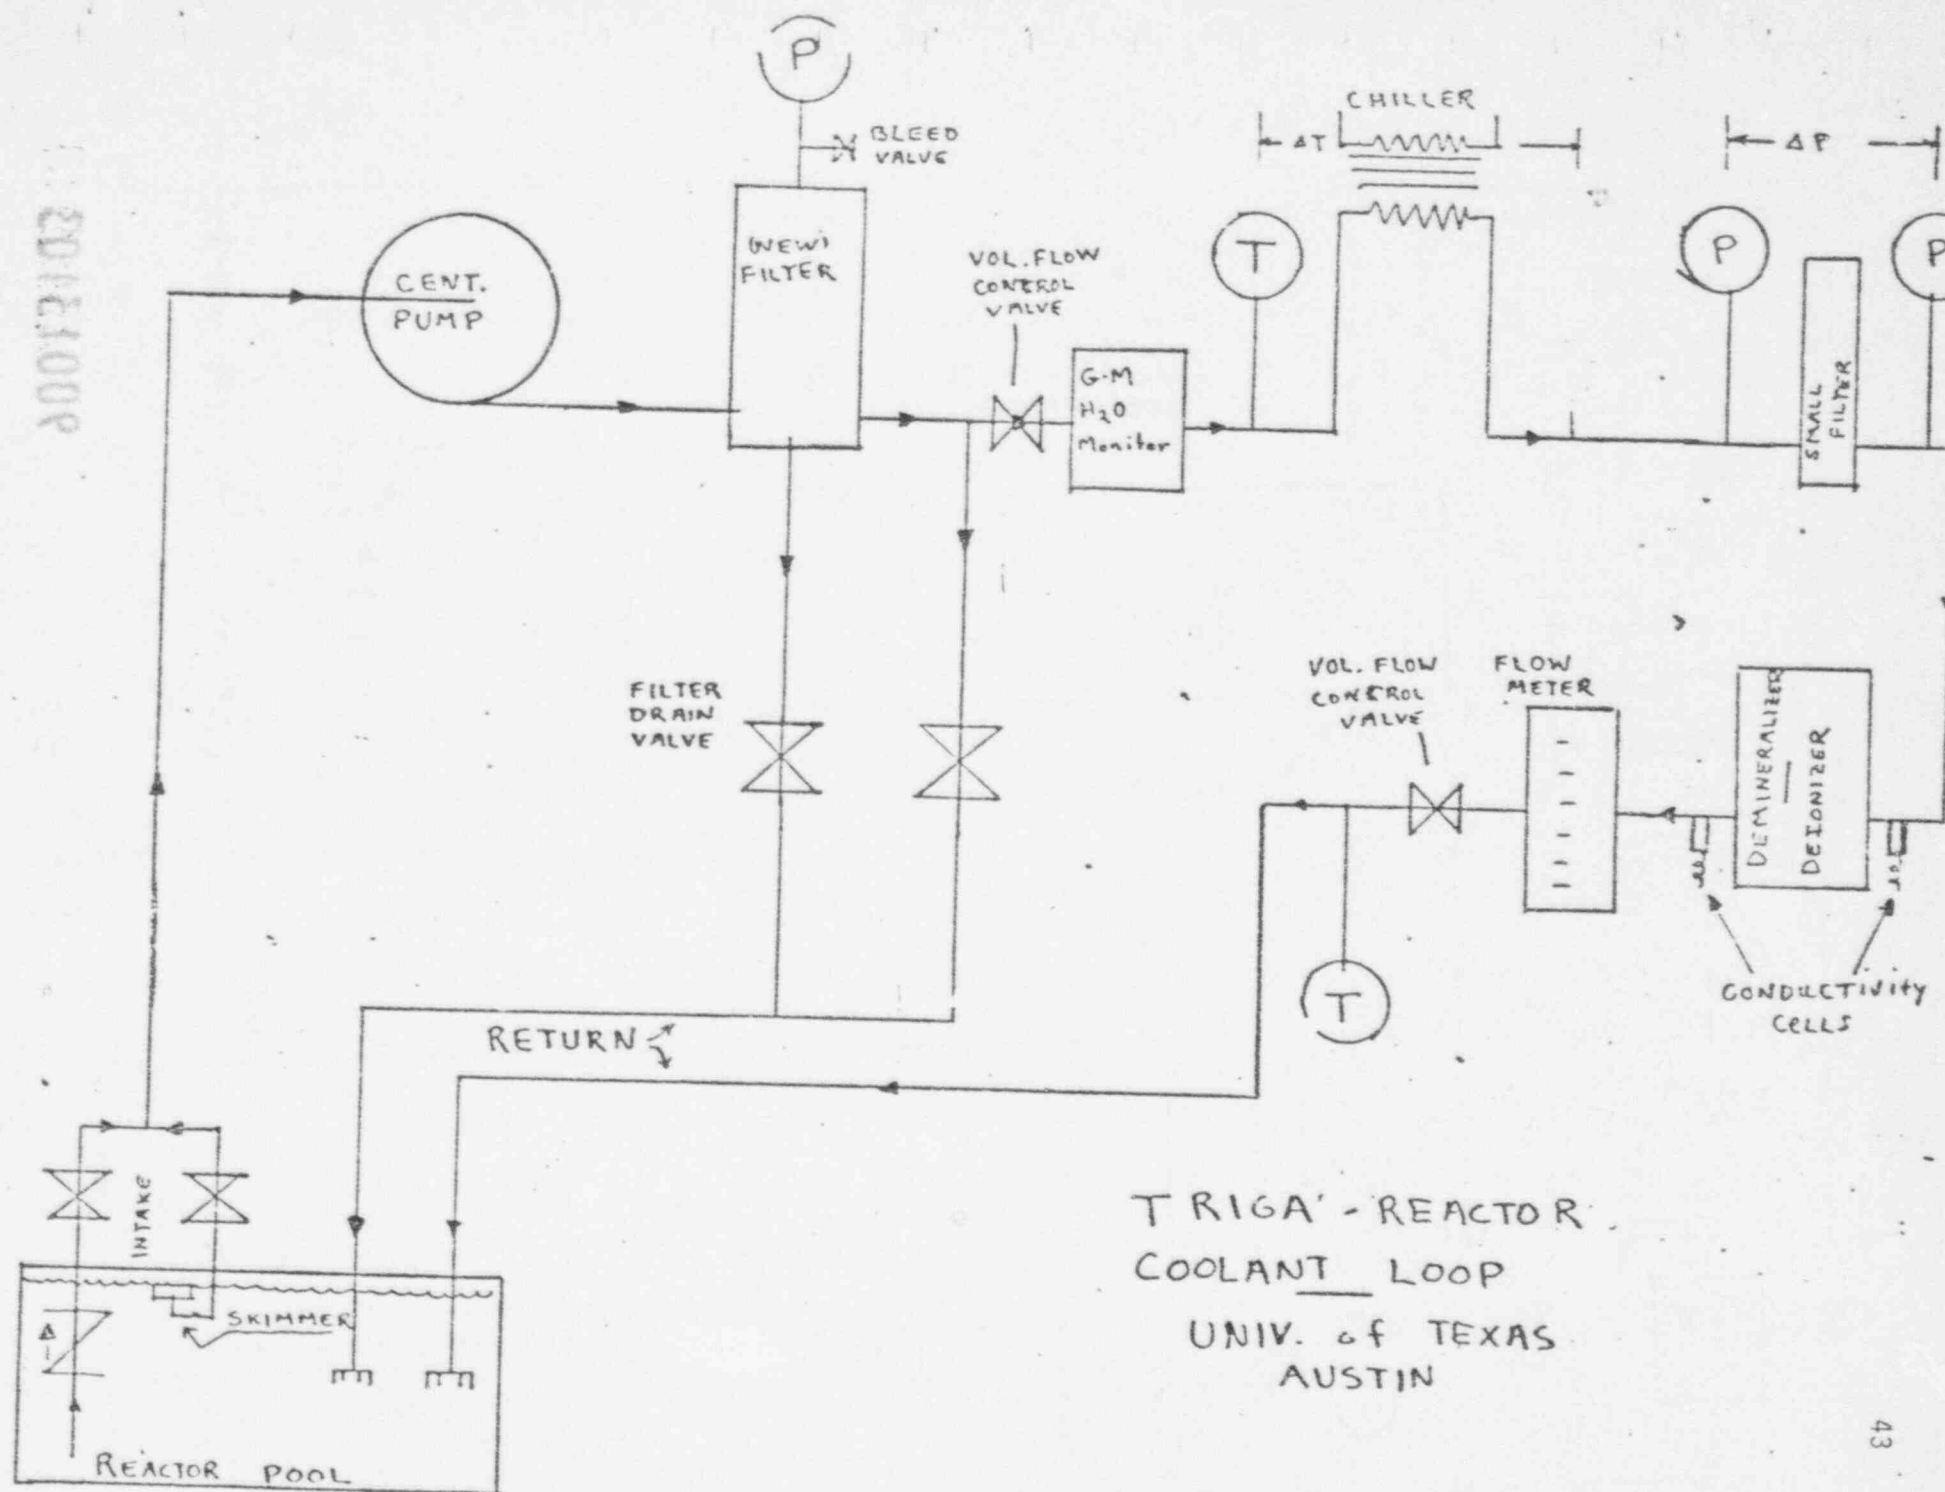 P
BLEED
VALVE
CHILLER
ΔT
ΔP
CENT.
PUMP
(NEW)
FILTER
VOL. FLOW
CONTROL
VALVE
G-M
H₂O
Monitor
T
P
P
SMALL
FILTER
FILTER
DRAIN
VALVE
VOL. FLOW
CONTROL
VALVE
FLOW
METER
DEMINERALIZER
DEIONIZER
T
CONDUCTIVITY
CELLS
RETURN
INTAKE
SKIMMER
REACTOR POOL
TRIGA - REACTOR
COOLANT LOOP
UNIV. of TEXAS
AUSTIN
43